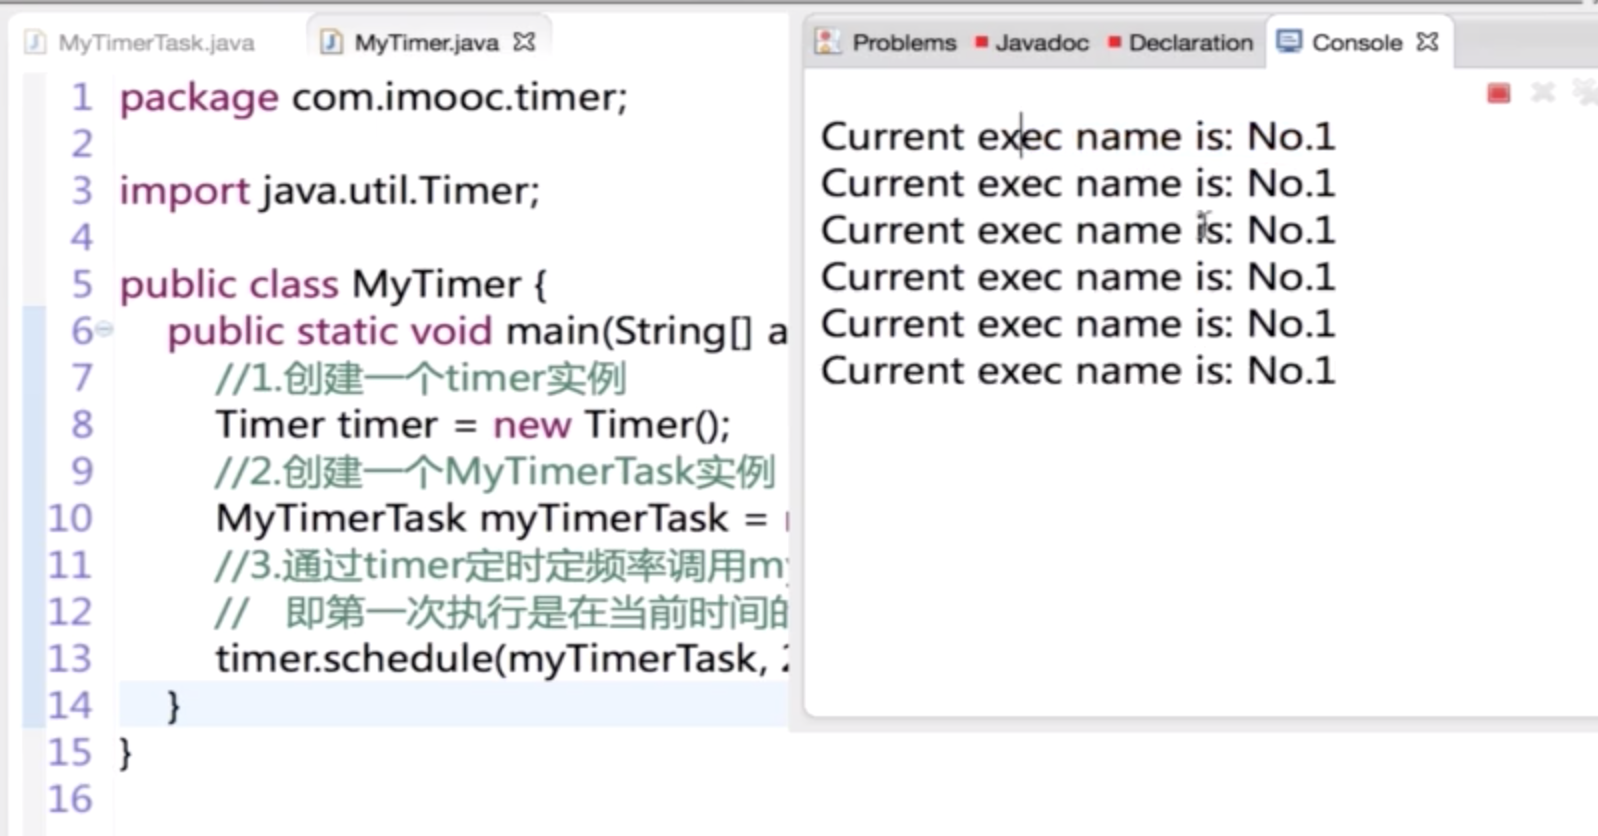 MyTimerTask.java
MyTimer.java
1 package com.imooc.timer;
2
3 import java.util.Timer;
4
5 public class MyTimer {
6 public static void main(String[] a
7 //1.创建一个timer实例
8 Timer timer = new Timer();
9 //2.创建一个MyTimerTask实例
10 MyTimerTask myTimerTask =
11 //3.通过timer定时定频率调用my
12 // 即第一次执行是在当前时间的
13 timer.schedule(myTimerTask, 2
14 }
15 }
16
Problems Javadoc Declaration Console
Current exec name is: No.1
Current exec name is: No.1
Current exec name is: No.1
Current exec name is: No.1
Current exec name is: No.1
Current exec name is: No.1